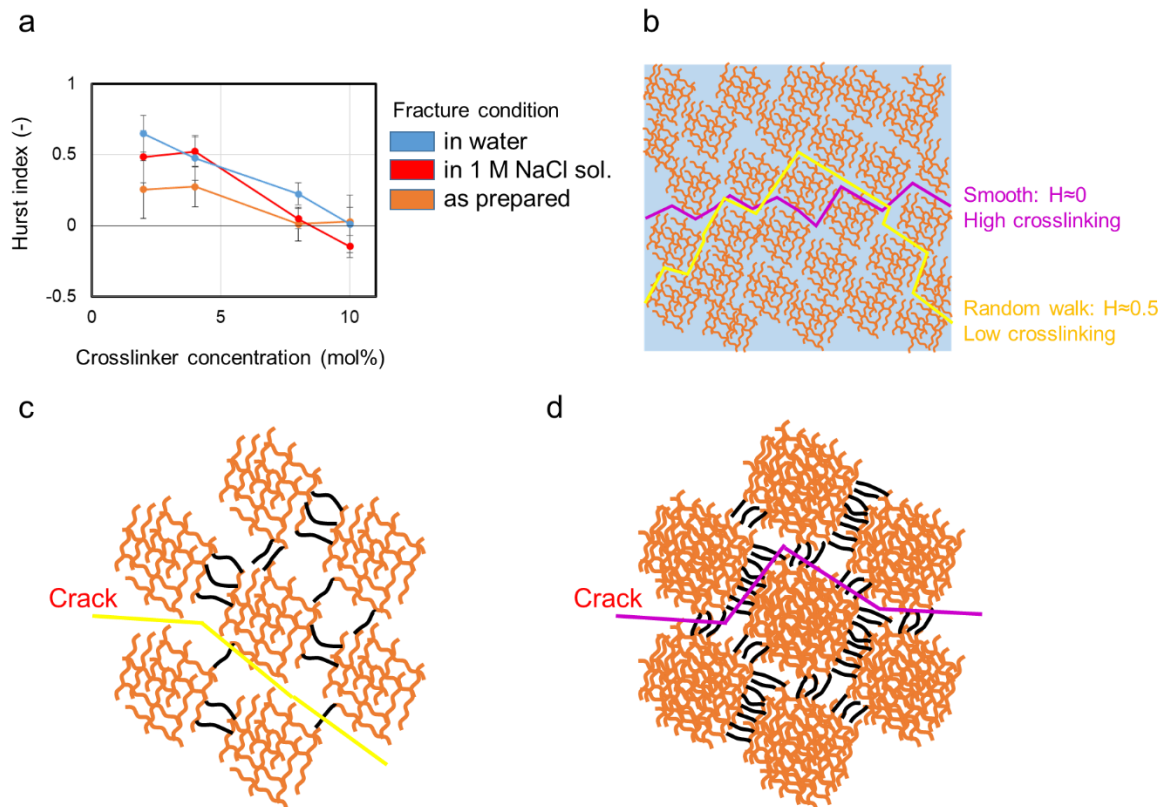 a
1
0.5
0
-0.5
0
5
10
Hurst index (-)
Crosslinker concentration (mol%)
Fracture condition
in water
in 1 M NaCl sol.
as prepared
b
Smooth: H≈0
High crosslinking
Random walk: H≈0.5
Low crosslinking
c
Crack
d
Crack